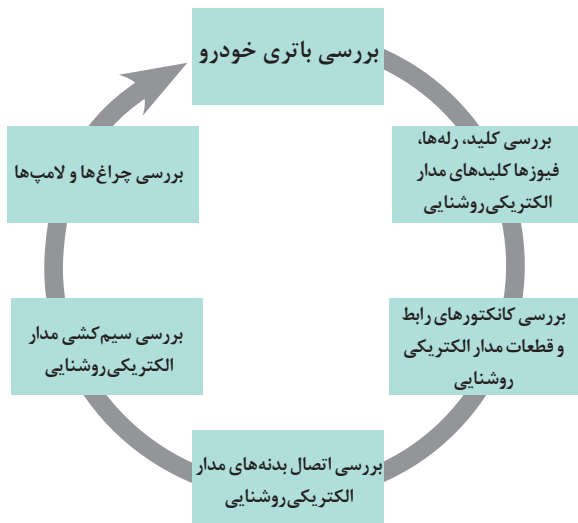 بررسی باتری خودرو
بررسی کلید، رله‌ها،
فیوزها کلیدهای مدار
الکتریکی‌روشنایی
بررسی کانکتورهای رابط
و قطعات مدار الکتریکی
روشنایی
بررسی اتصال بدنه‌های مدار
الکتریکی‌روشنایی
بررسی سیم‌کشی مدار
الکتریکی‌روشنایی
بررسی چراغ‌ها و لامپ‌ها